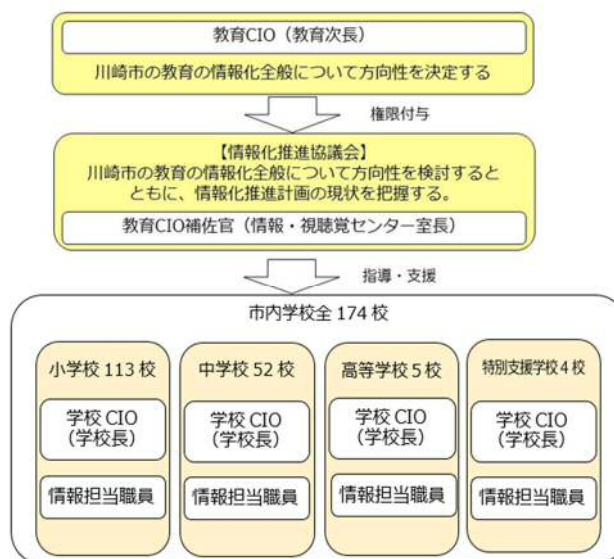 教育CIO（教育次長）
川崎市の教育の情報化全般について方向性を決定する
権限付与
【情報化推進協議会】
川崎市の教育の情報化全般について方向性を検討すると
ともに、情報化推進計画の現状を把握する。
教育CIO補佐官（情報・視聴覚センター室長）
指導・支援
市内学校全 174 校
小学校 113 校
学校 CIO
（学校長）
情報担当職員
中学校 52 校
学校 CIO
（学校長）
情報担当職員
高等学校 5 校
学校 CIO
（学校長）
情報担当職員
特別支援学校 4 校
学校 CIO
（学校長）
情報担当職員